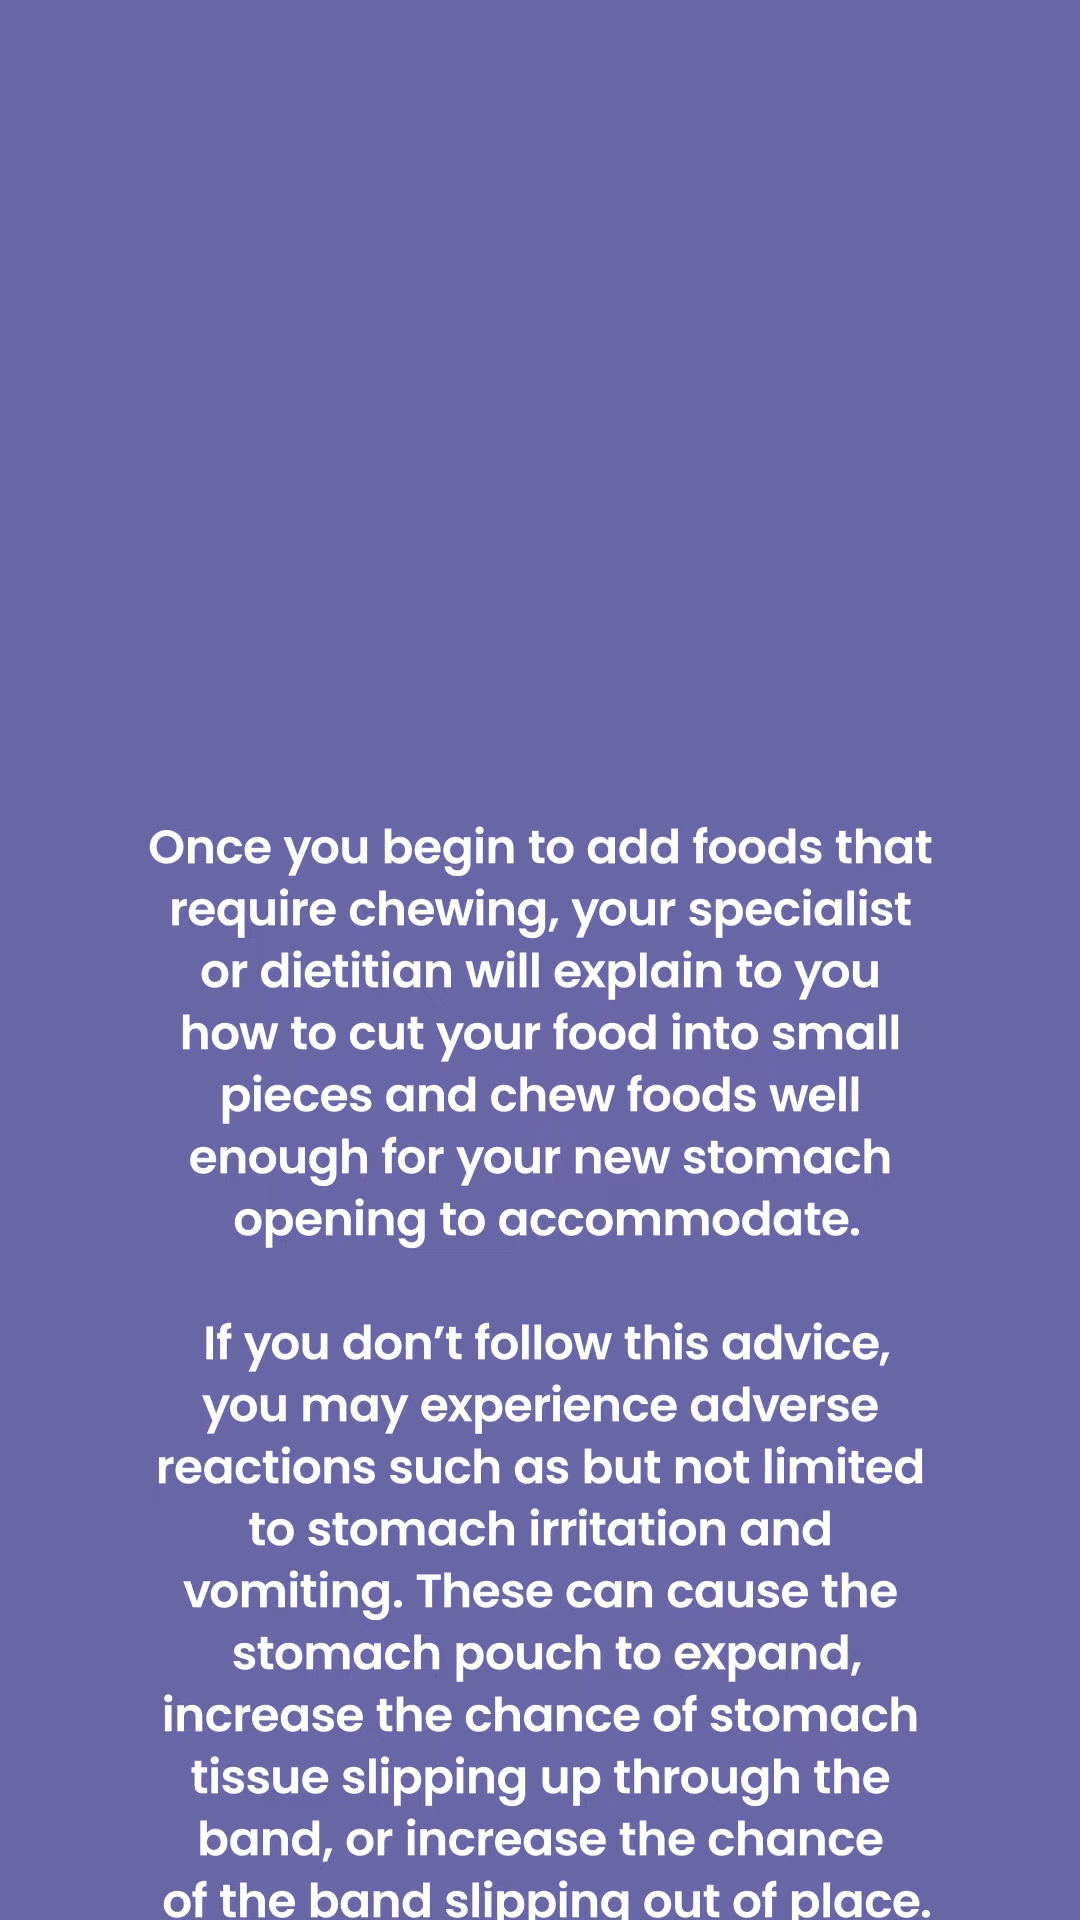 Once you begin to add foods that
require chewing, your specialist
or dietitian will explain to you
how to cut your food into small
pieces and chew foods well
enough for your new stomach
opening to accommodate.
If you don’t follow this advice,
you may experience adverse
reactions such as but not limited
to stomach irritation and
vomiting. These can cause the
stomach pouch to expand,
increase the chance of stomach
tissue slipping up through the
band, or increase the chance
of the band slipping out of place.